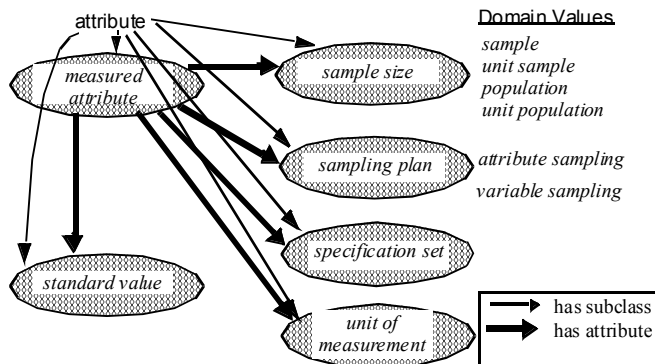 attribute
Domain Values
measured
attribute
sample size
sample
unit sample
population
unit population
sampling plan
attribute sampling
variable sampling
specification set
standard value
unit of
measurement
has subclass
has attribute